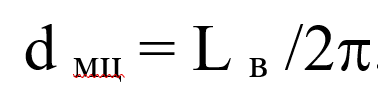 d мц = L в /2π.